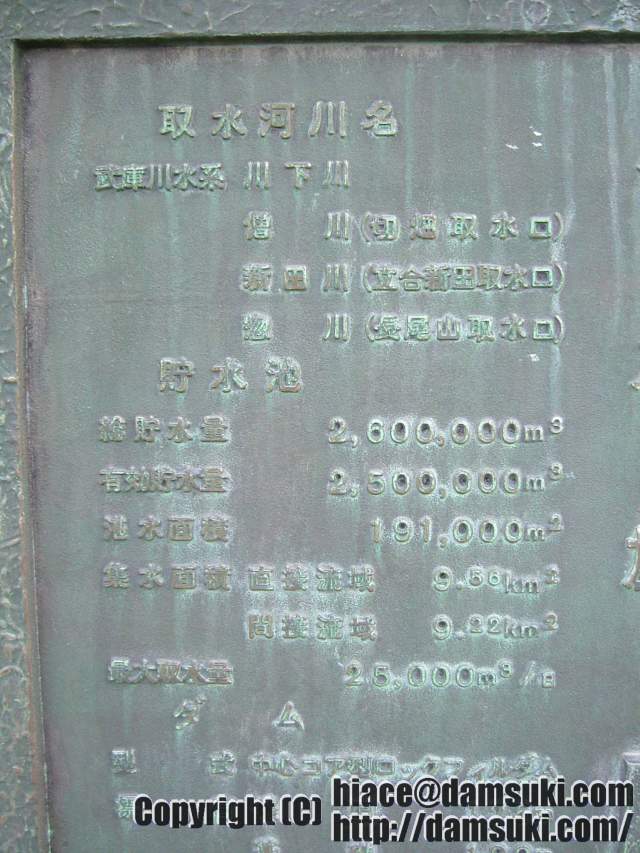 取水河川名
武庫川水系 川下川
僧川(切畑取水口)
新田川(立合新田取水口)
惣川(長尾山取水口)
貯水池
総貯水量 2,600,000m³
有効貯水量 2,500,000m³
池水面積 191,000m²
集水面積 直接流域 9.86km²
間接流域 9.22km²
最大取水量 25,000m³/日
ダム
型式 中心コア型ロックフィルダム
Copyright (C) hiace@damsuki.com
http://damsuki.com/